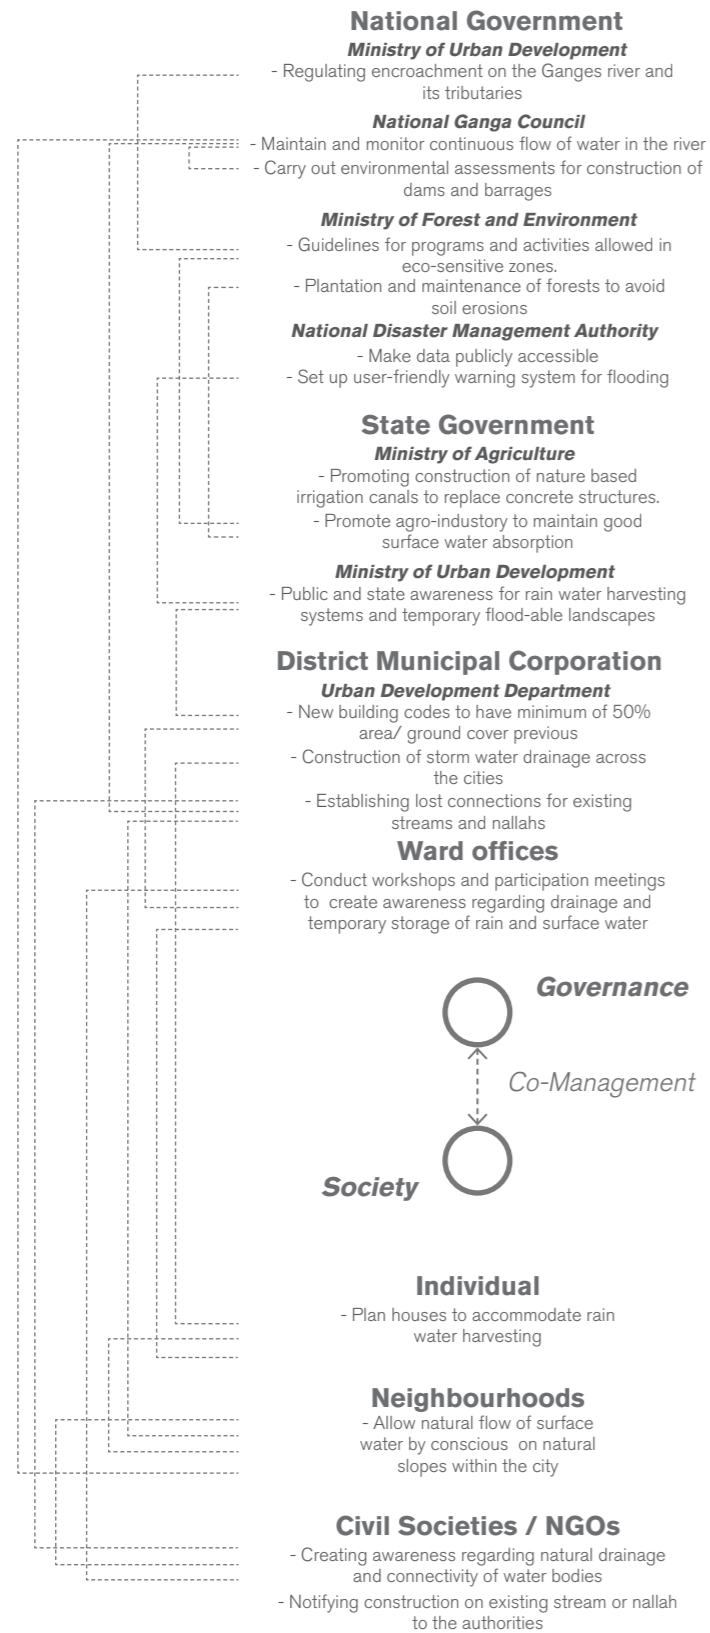 National Government
Ministry of Urban Development
- Regulating encroachment on the Ganges river and
its tributaries
National Ganga Council
- Maintain and monitor continuous flow of water in the river
- Carry out environmental assessments for construction of
dams and barrages
Ministry of Forest and Environment
- Guidelines for programs and activities allowed in
eco-sensitive zones.
- Plantation and maintenance of forests to avoid
soil erosions
National Disaster Management Authority
- Make data publicly accessible
- Set up user-friendly warning system for flooding
State Government
Ministry of Agriculture
- Promoting construction of nature based
irrigation canals to replace concrete structures.
- Promote agro-industory to maintain good
surface water absorption
Ministry of Urban Development
- Public and state awareness for rain water harvesting
systems and temporary flood-able landscapes
District Municipal Corporation
Urban Development Department
- New building codes to have minimum of 50%
area/ ground cover previous
- Construction of storm water drainage across
the cities
- Establishing lost connections for existing
streams and nallahs
Ward offices
- Conduct workshops and participation meetings
to create awareness regarding drainage and
temporary storage of rain and surface water
Governance
Co-Management
Society
Individual
- Plan houses to accommodate rain
water harvesting
Neighbourhoods
- Allow natural flow of surface
water by conscious on natural
slopes within the city
Civil Societies / NGOs
- Creating awareness regarding natural drainage
and connectivity of water bodies
- Notifying construction on existing stream or nallah
to the authorities